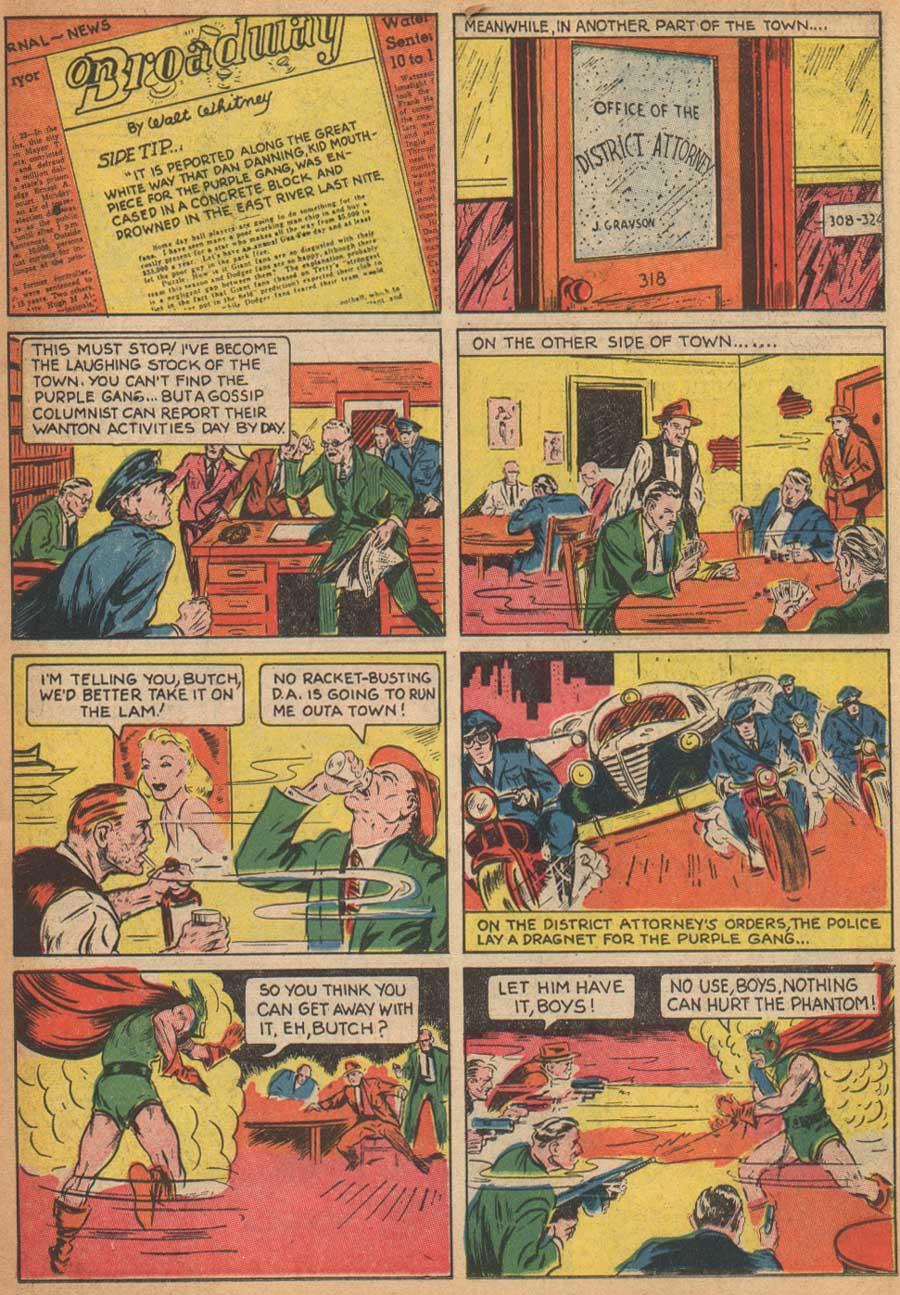 RNAL~NEWS
on Broadway
By Walt Whitney
SIDE TIP...
"IT IS PEPORTED ALONG THE GREAT
WHITE WAY THAT DAN DANNING, KID MOUTH-
PIECE FOR THE PURPLE GANG, WAS EN-
CASED IN A CONCRETE BLOCK AND
DROWNED IN THE EAST RIVER LAST NITE.
Water
Sente
10 to 1
MEANWHILE, IN ANOTHER PART OF THE TOWN....
OFFICE OF THE
DISTRICT ATTORNEY
J. GRAYSON
318
308-324
THIS MUST STOP! I'VE BECOME
THE LAUGHING STOCK OF THE
TOWN. YOU CAN'T FIND THE
PURPLE GANG... BUT A GOSSIP
COLUMNIST CAN REPORT THEIR
WANTON ACTIVITIES DAY BY DAY.
ON THE OTHER SIDE OF TOWN.......
I'M TELLING YOU, BUTCH,
WE'D BETTER TAKE IT ON
THE LAM!
NO RACKET-BUSTING
D.A. IS GOING TO RUN
ME OUTA TOWN!
ON THE DISTRICT ATTORNEY'S ORDERS, THE POLICE
LAY A DRAGNET FOR THE PURPLE GANG...
SO YOU THINK YOU
CAN GET AWAY WITH
IT, EH, BUTCH?
LET HIM HAVE
IT, BOYS!
NO USE, BOYS, NOTHING
CAN HURT THE PHANTOM!